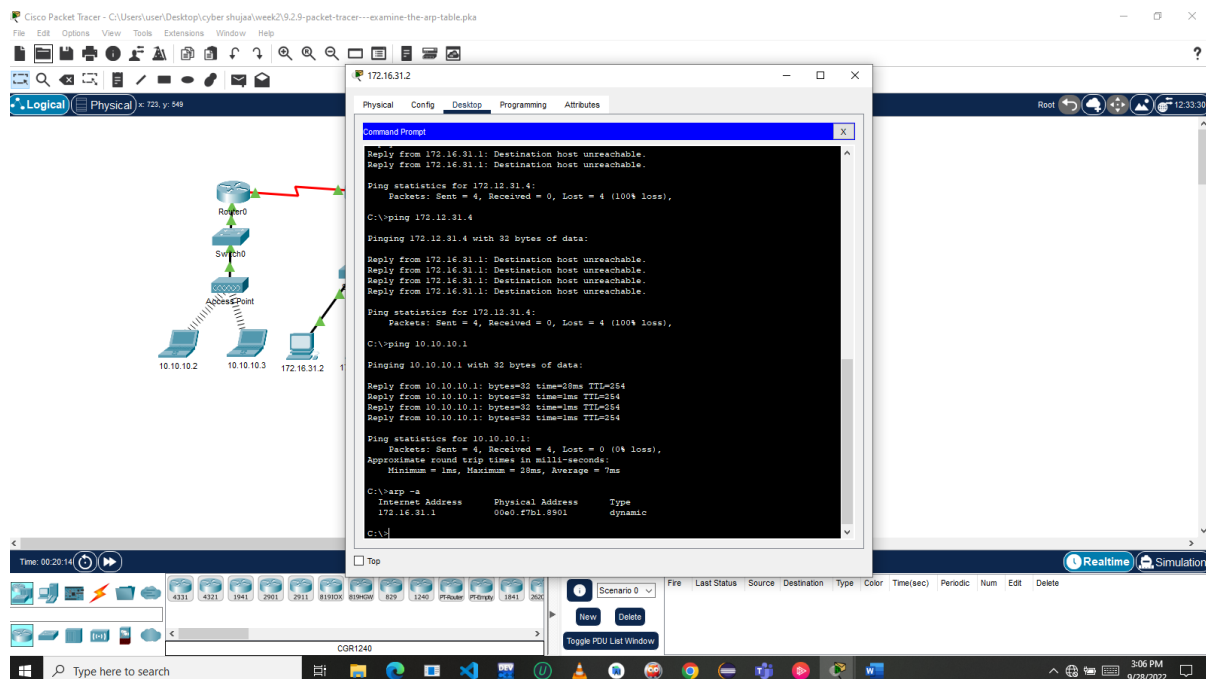 Cisco Packet Tracer - C:\Users\user\Desktop\cyber shujaa\week2\9.2.9-packet-tracer---examine-the-arp-table.pka
File Edit Options View Tools Extensions Window Help
?
Logical Physical x: 723, y: 549
Root 12:33:30
Router0
Switch0
Access Point
10.10.10.2
10.10.10.3
172.16.31.2
172.16.31.2
Physical Config Desktop Programming Attributes
Command Prompt X
Reply from 172.16.31.1: Destination host unreachable.
Reply from 172.16.31.1: Destination host unreachable.
Ping statistics for 172.12.31.4:
Packets: Sent = 4, Received = 0, Lost = 4 (100% loss),
C:\>ping 172.12.31.4
Pinging 172.12.31.4 with 32 bytes of data:
Reply from 172.16.31.1: Destination host unreachable.
Reply from 172.16.31.1: Destination host unreachable.
Reply from 172.16.31.1: Destination host unreachable.
Reply from 172.16.31.1: Destination host unreachable.
Ping statistics for 172.12.31.4:
Packets: Sent = 4, Received = 0, Lost = 4 (100% loss),
C:\>ping 10.10.10.1
Pinging 10.10.10.1 with 32 bytes of data:
Reply from 10.10.10.1: bytes=32 time=28ms TTL=254
Reply from 10.10.10.1: bytes=32 time=1ms TTL=254
Reply from 10.10.10.1: bytes=32 time=1ms TTL=254
Reply from 10.10.10.1: bytes=32 time=1ms TTL=254
Ping statistics for 10.10.10.1:
Packets: Sent = 4, Received = 4, Lost = 0 (0% loss),
Approximate round trip times in milli-seconds:
Minimum = 1ms, Maximum = 28ms, Average = 7ms
C:\>arp -a
Internet Address Physical Address Type
172.16.31.1 00e0.f7b1.8901 dynamic
C:\>
Top
Time: 00:20:14
Realtime Simulation
4331 4321 1941 2901 2911 819IOX 819HGW 829 1240 PT-Router PT-Empty 1841 2620
CGR1240
Scenario 0
New Delete
Toggle PDU List Window
Fire Last Status Source Destination Type Color Time(sec) Periodic Num Edit Delete
Type here to search
DEV
3:06 PM
9/28/2022